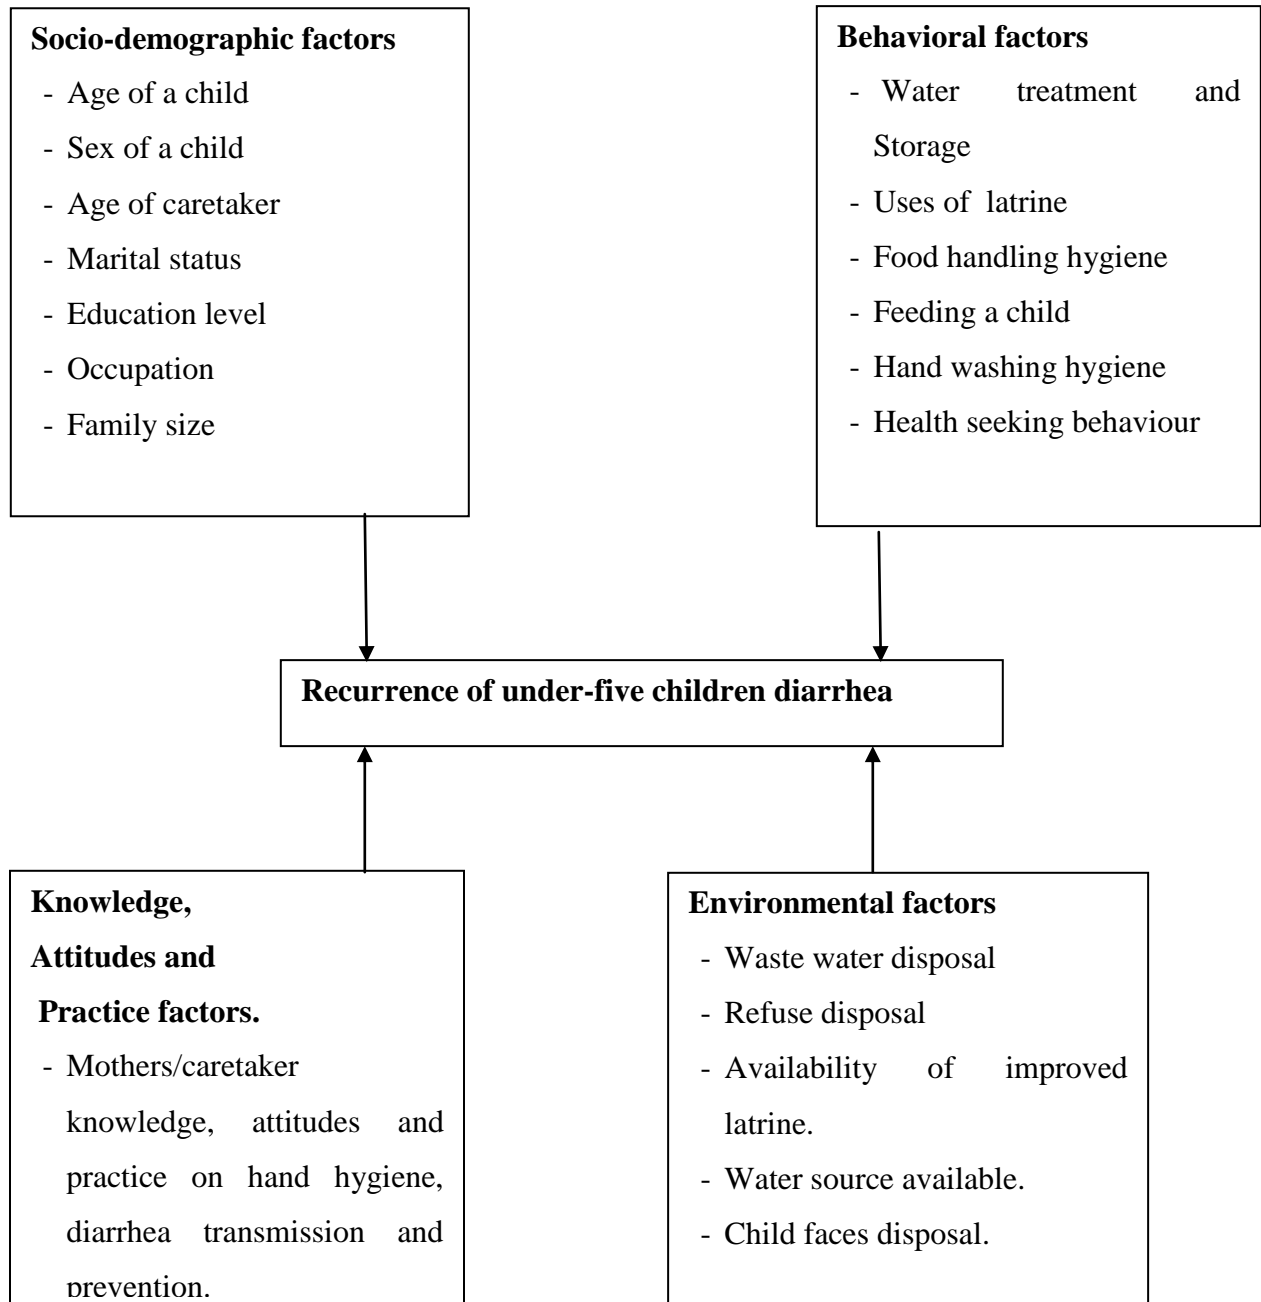 Socio-demographic factors
- Age of a child
- Sex of a child
- Age of caretaker
- Marital status
- Education level
- Occupation
- Family size
Behavioral factors
- Water treatment and
Storage
- Uses of latrine
- Food handling hygiene
- Feeding a child
- Hand washing hygiene
- Health seeking behaviour
Recurrence of under-five children diarrhea
Knowledge,
Attitudes and
Practice factors.
- Mothers/caretaker
knowledge, attitudes and
practice on hand hygiene,
diarrhea transmission and
prevention.
Environmental factors
- Waste water disposal
- Refuse disposal
- Availability of improved
latrine.
- Water source available.
- Child faces disposal.